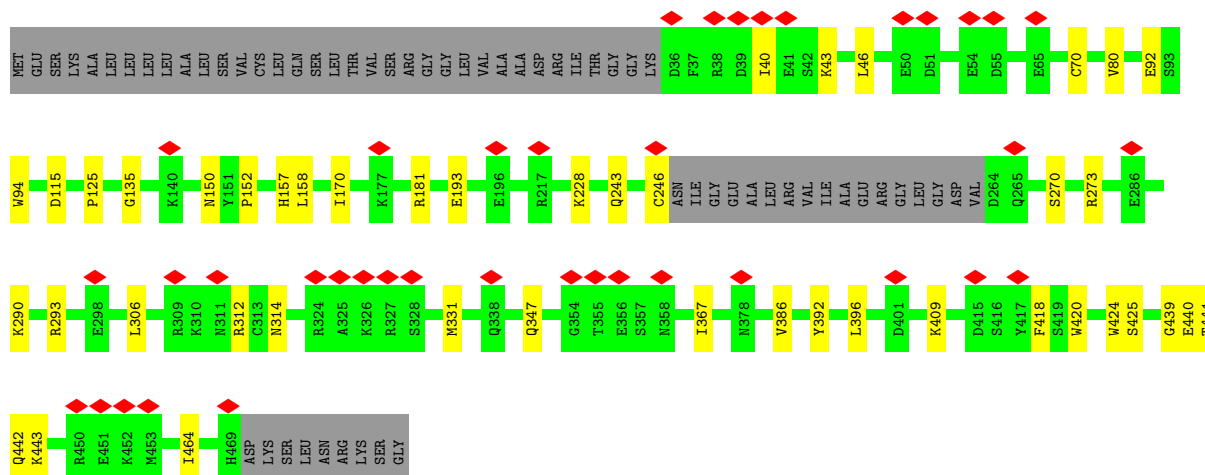 MET GLU SER LYS ALA LEU LEU LEU LEU ALA LEU SER VAL CYS LEU GLN SER LEU THR VAL SER ARG GLY GLY LEU VAL ALA ALA ASP ARG ILE THR GLY GLY LYS D36 F37 R38 D39 I40 E41 S42 K43 L46 E50 D51 E54 D55 E65 C70 V80 E92 S93
W94 D115 P125 G135 K140 N150 Y151 P152 H157 L158 I170 K177 R181 E193 E196 R217 K228 Q243 C246 ASN ILE GLY GLU ALA LEU ARG VAL ILE ALA GLU ARG GLY LEU GLY ASP VAL D264 Q265 S270 R273 E286
K290 R293 E298 L306 R309 K310 N311 R312 C313 N314 R324 A325 K326 R327 S328 M331 Q338 Q347 G354 T355 E356 S357 N358 I367 N378 V386 Y392 L396 D401 K409 D415 S416 Y417 F418 S419 W420 W424 S425 G439 E440
Q442 K443 R450 E451 K452 M453 I464 H469 ASP LYS SER LEU ASN ARG LYS SER GLY